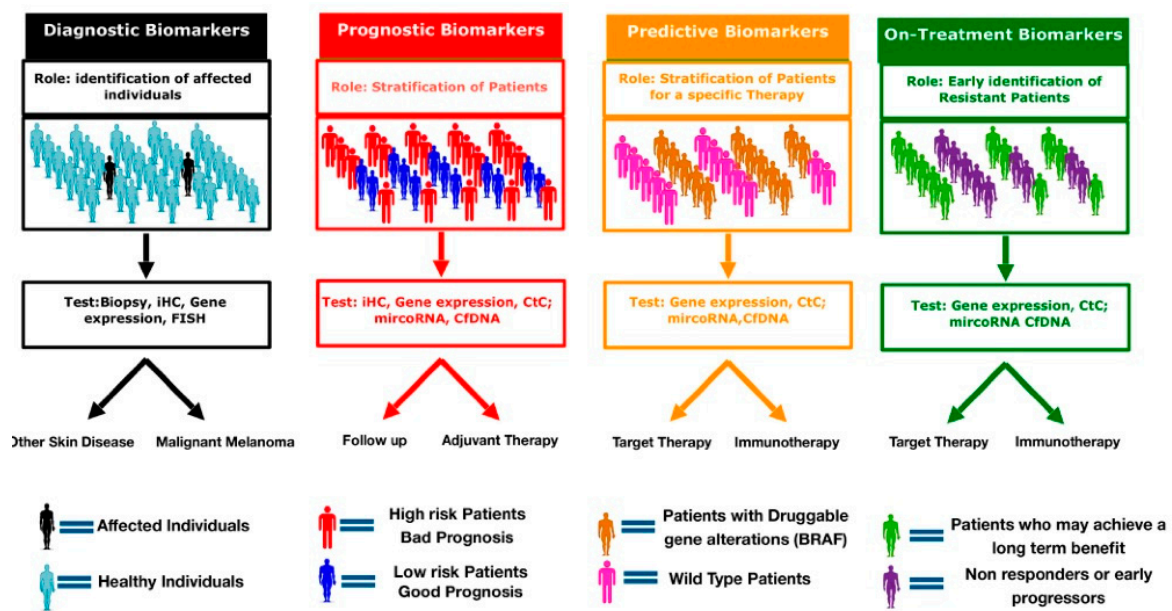 Diagnostic Biomarkers
Role: identification of affected
individuals
Test:Biopsy, iHC, Gene
expression, FISH
Other Skin Disease
Malignant Melanoma
Prognostic Biomarkers
Role: Stratification of Patients
Test: iHC, Gene expression, CtC;
mircoRNA, CfDNA
Follow up
Adjuvant Therapy
Predictive Biomarkers
Role: Stratification of Patients
for a specific Therapy
Test: Gene expression, CtC;
mircoRNA,CfDNA
Target Therapy
Immunotherapy
On-Treatment Biomarkers
Role: Early identification of
Resistant Patients
Test: Gene expression, CtC;
mircoRNA CfDNA
Target Therapy
Immunotherapy
Affected Individuals
Healthy Individuals
High risk Patients
Bad Prognosis
Low risk Patients
Good Prognosis
Patients with Druggable
gene alterations (BRAF)
Wild Type Patients
Patients who may achieve a
long term benefit
Non responders or early
progressors